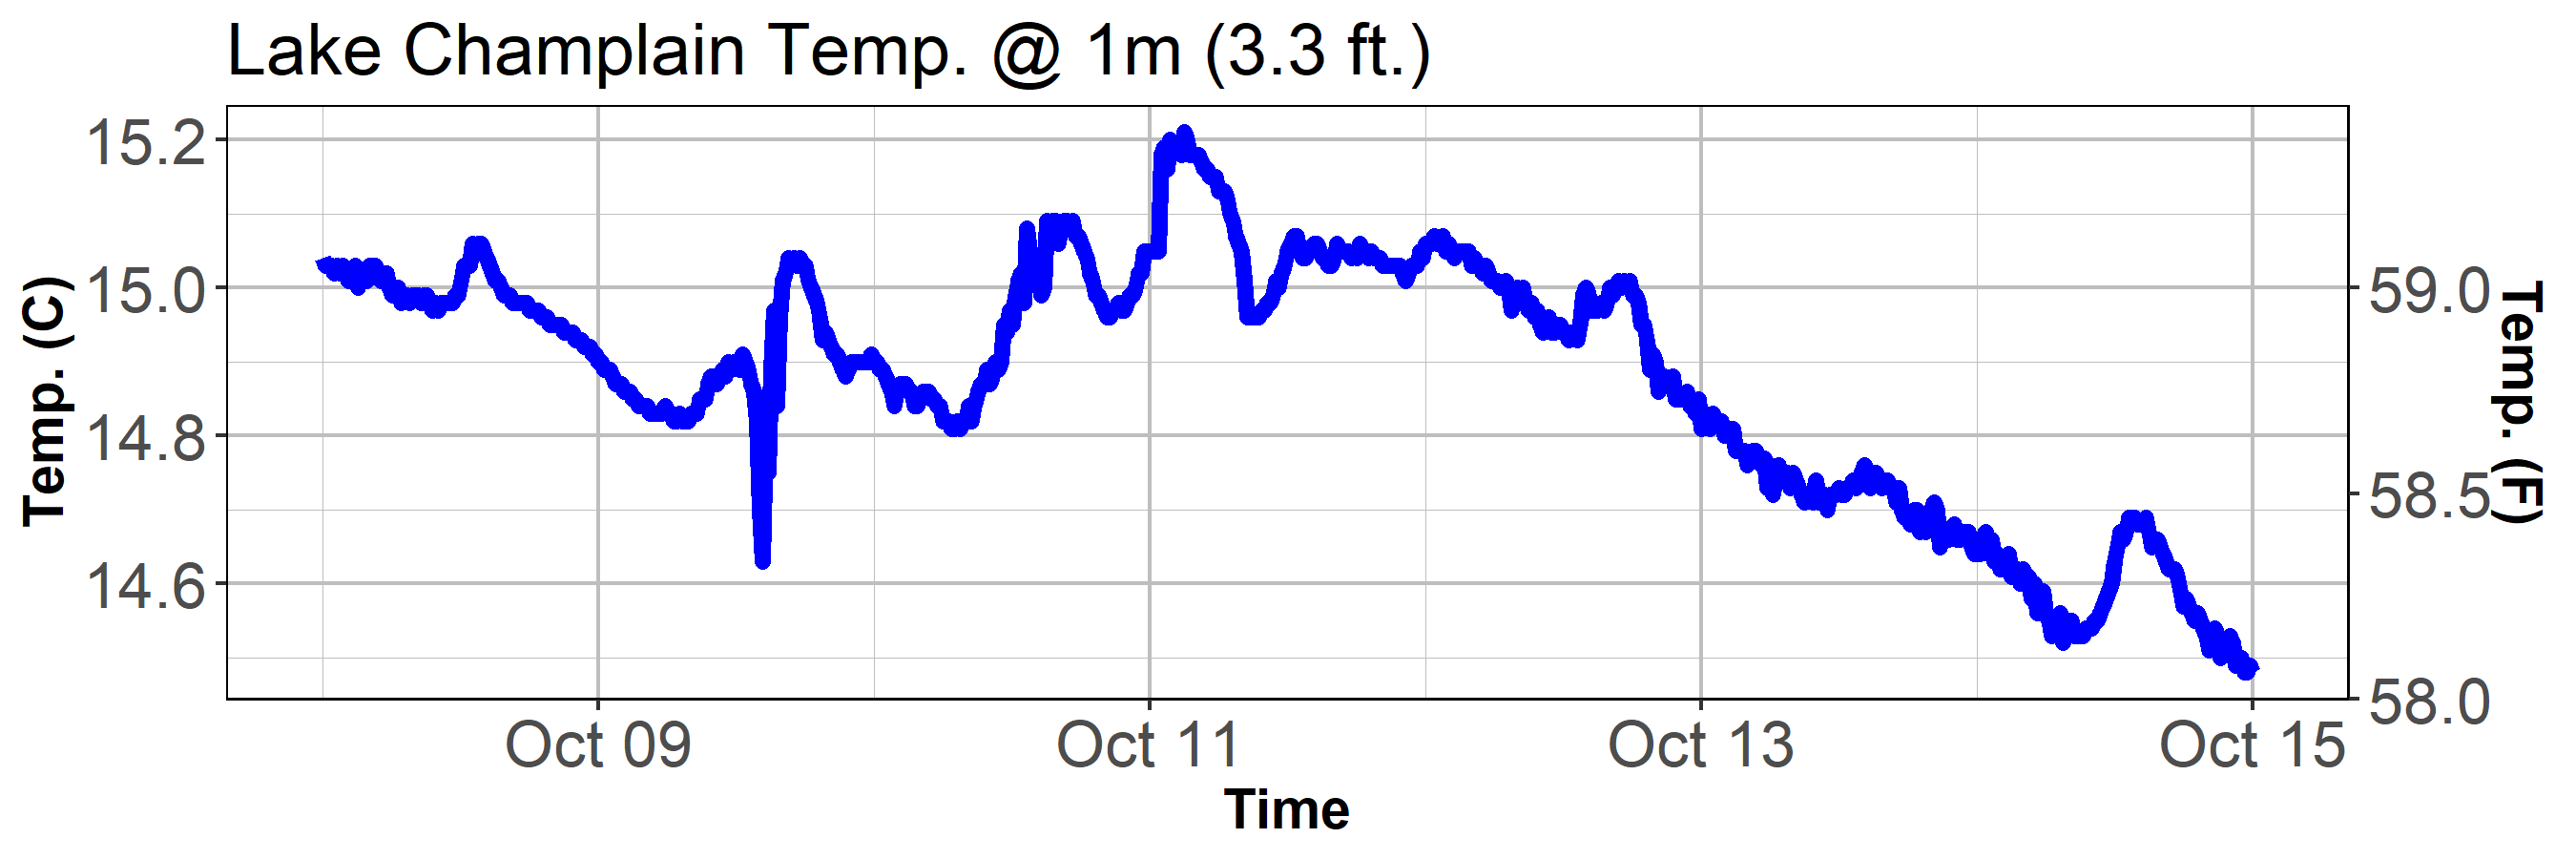 Lake Champlain Temp. @ 1m (3.3 ft.)
Temp. (C)
15.2
15.0
14.8
14.6
59.0
58.5
58.0
Temp. (F)
Oct 09 Oct 11 Oct 13 Oct 15
Time